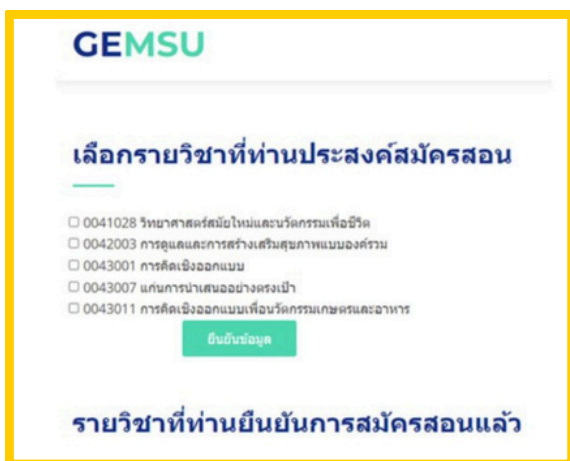 GEMSU
เลือกรายวิชาที่ท่านประสงค์สมัครสอน
0041028 วิทยาศาสตร์สมัยใหม่และนวัตกรรมเพื่อชีวิต
0042003 การดูแลและการสร้างเสริมสุขภาพแบบองค์รวม
0043001 การคิดเชิงออกแบบ
0043007 แก่นการนำเสนออย่างตรงเป้า
0043011 การคิดเชิงออกแบบเพื่อนวัตกรรมเกษตรและอาหาร
ยืนยันข้อมูล
รายวิชาที่ท่านยืนยันการสมัครสอนแล้ว